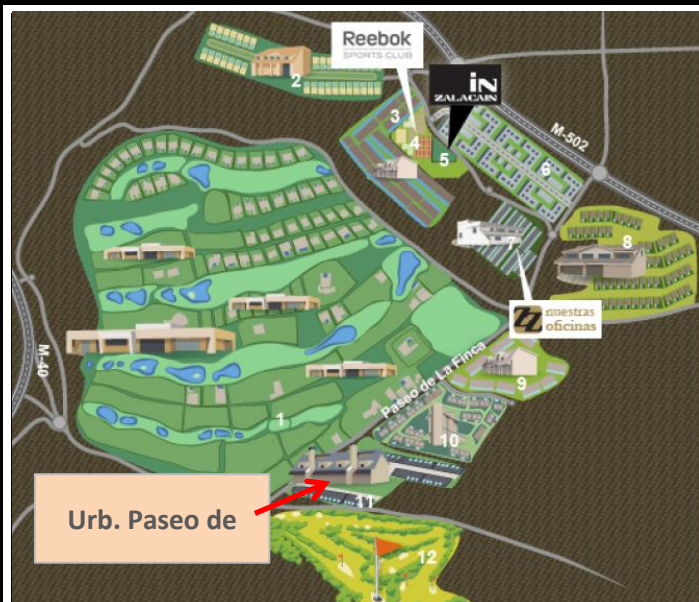 Reebok
SPORTS CLUB
iN
ZALACAIN
2
3
4
5
M-502
6
7
8
nuestras
oficinas
M-40
Paseo de La Finca
9
1
10
11
Urb. Paseo de
12